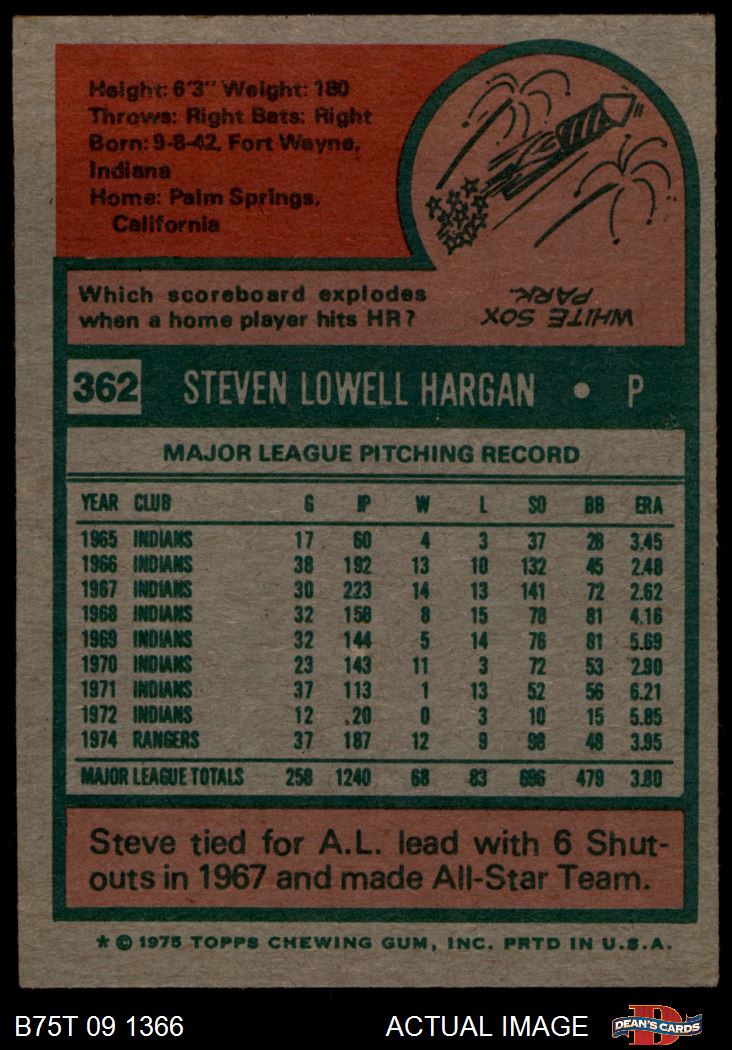 Height: 6'3" Weight: 180
Throws: Right Bats: Right
Born: 9-8-42, Fort Wayne,
Indiana
Home: Palm Springs,
California
Which scoreboard explodes
when a home player hits HR?
WHITE SOX
PARK.
362 STEVEN LOWELL HARGAN • P
MAJOR LEAGUE PITCHING RECORD
YEAR CLUB G IP W L SO BB ERA
1965 INDIANS 17 60 4 3 37 28 3.45
1966 INDIANS 38 192 13 10 132 45 2.48
1967 INDIANS 30 223 14 13 141 72 2.62
1968 INDIANS 32 158 8 15 78 81 4.16
1969 INDIANS 32 144 5 14 76 81 5.69
1970 INDIANS 23 143 11 3 72 53 2.90
1971 INDIANS 37 113 1 13 52 56 6.21
1972 INDIANS 12 20 0 3 10 15 5.85
1974 RANGERS 37 187 12 9 98 48 3.95
MAJOR LEAGUE TOTALS 258 1240 68 83 696 479 3.80
Steve tied for A.L. lead with 6 Shut-
outs in 1967 and made All-Star Team.
* © 1975 TOPPS CHEWING GUM, INC. PRTD IN U.S.A.
B75T 09 1366 ACTUAL IMAGE D DEAN'S CARDS